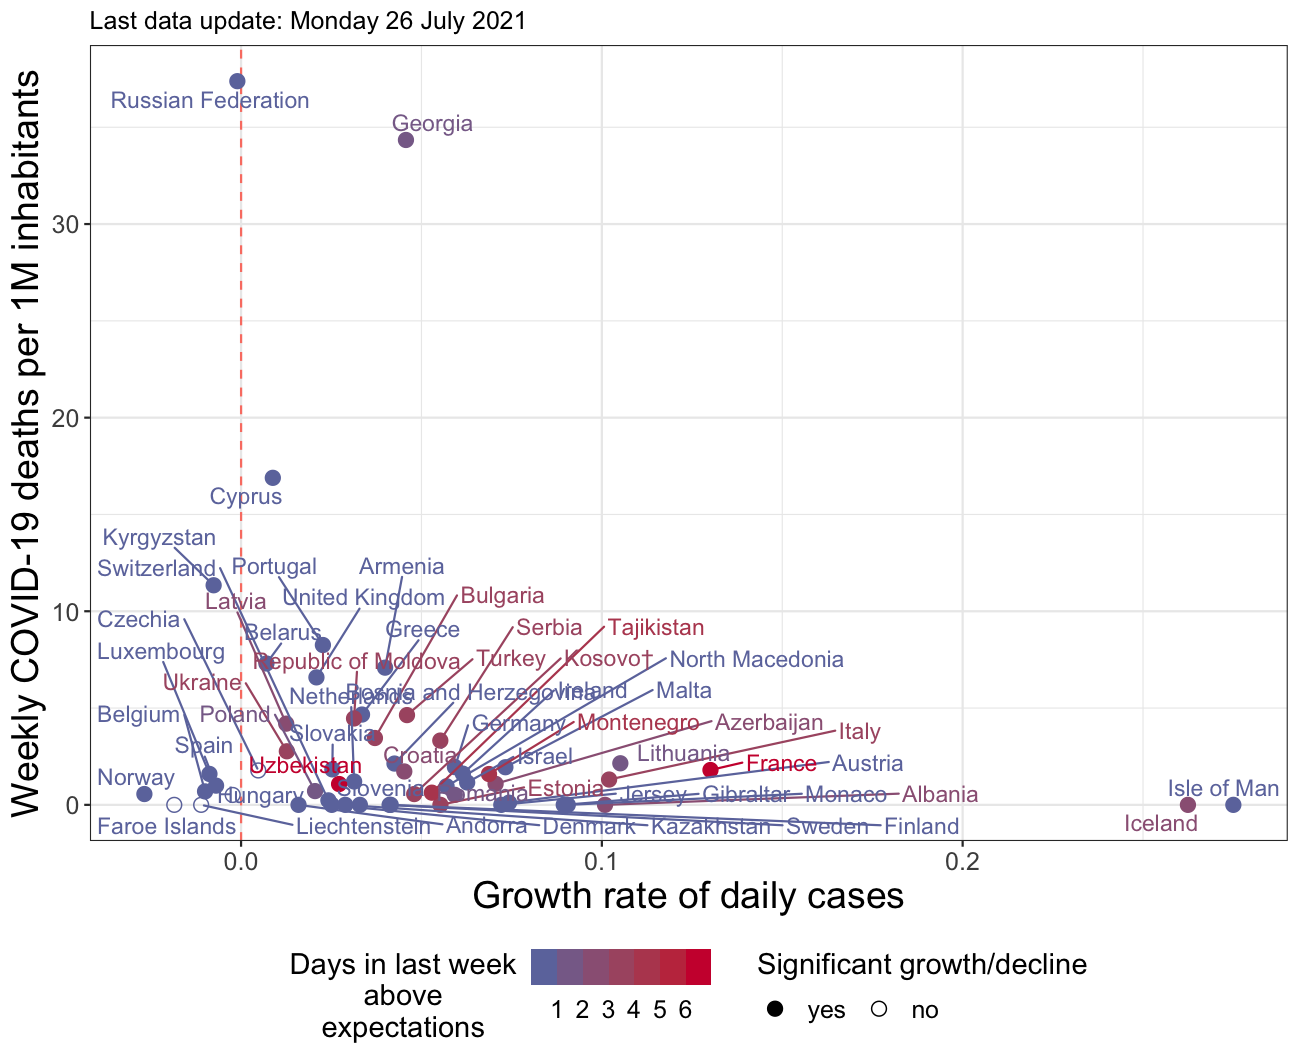 Last data update: Monday 26 July 2021
Weekly COVID-19 deaths per 1M inhabitants
30
20
10
0
Russian Federation
Georgia
Cyprus
Kyrgyzstan
Switzerland
Portugal
Armenia
Latvia
United Kingdom
Bulgaria
Czechia
Belarus
Greece
Serbia
Tajikistan
Luxembourg
Republic of Moldova
Turkey
Kosovo†
North Macedonia
Ukraine
Netherlands
Bosnia and Herzegovina
Ireland
Malta
Belgium
Poland
Slovakia
Germany
Montenegro
Azerbaijan
Italy
Spain
Croatia
Israel
Lithuania
Uzbekistan
France
Austria
Norway
Hungary
Slovenia
Estonia
Jersey
Gibraltar
Monaco
Albania
Isle of Man
Faroe Islands
Liechtenstein
Andorra
Denmark
Kazakhstan
Sweden
Finland
Iceland
0.0
0.1
0.2
Growth rate of daily cases
Days in last week
above
expectations
1 2 3 4 5 6
Significant growth/decline
yes
no